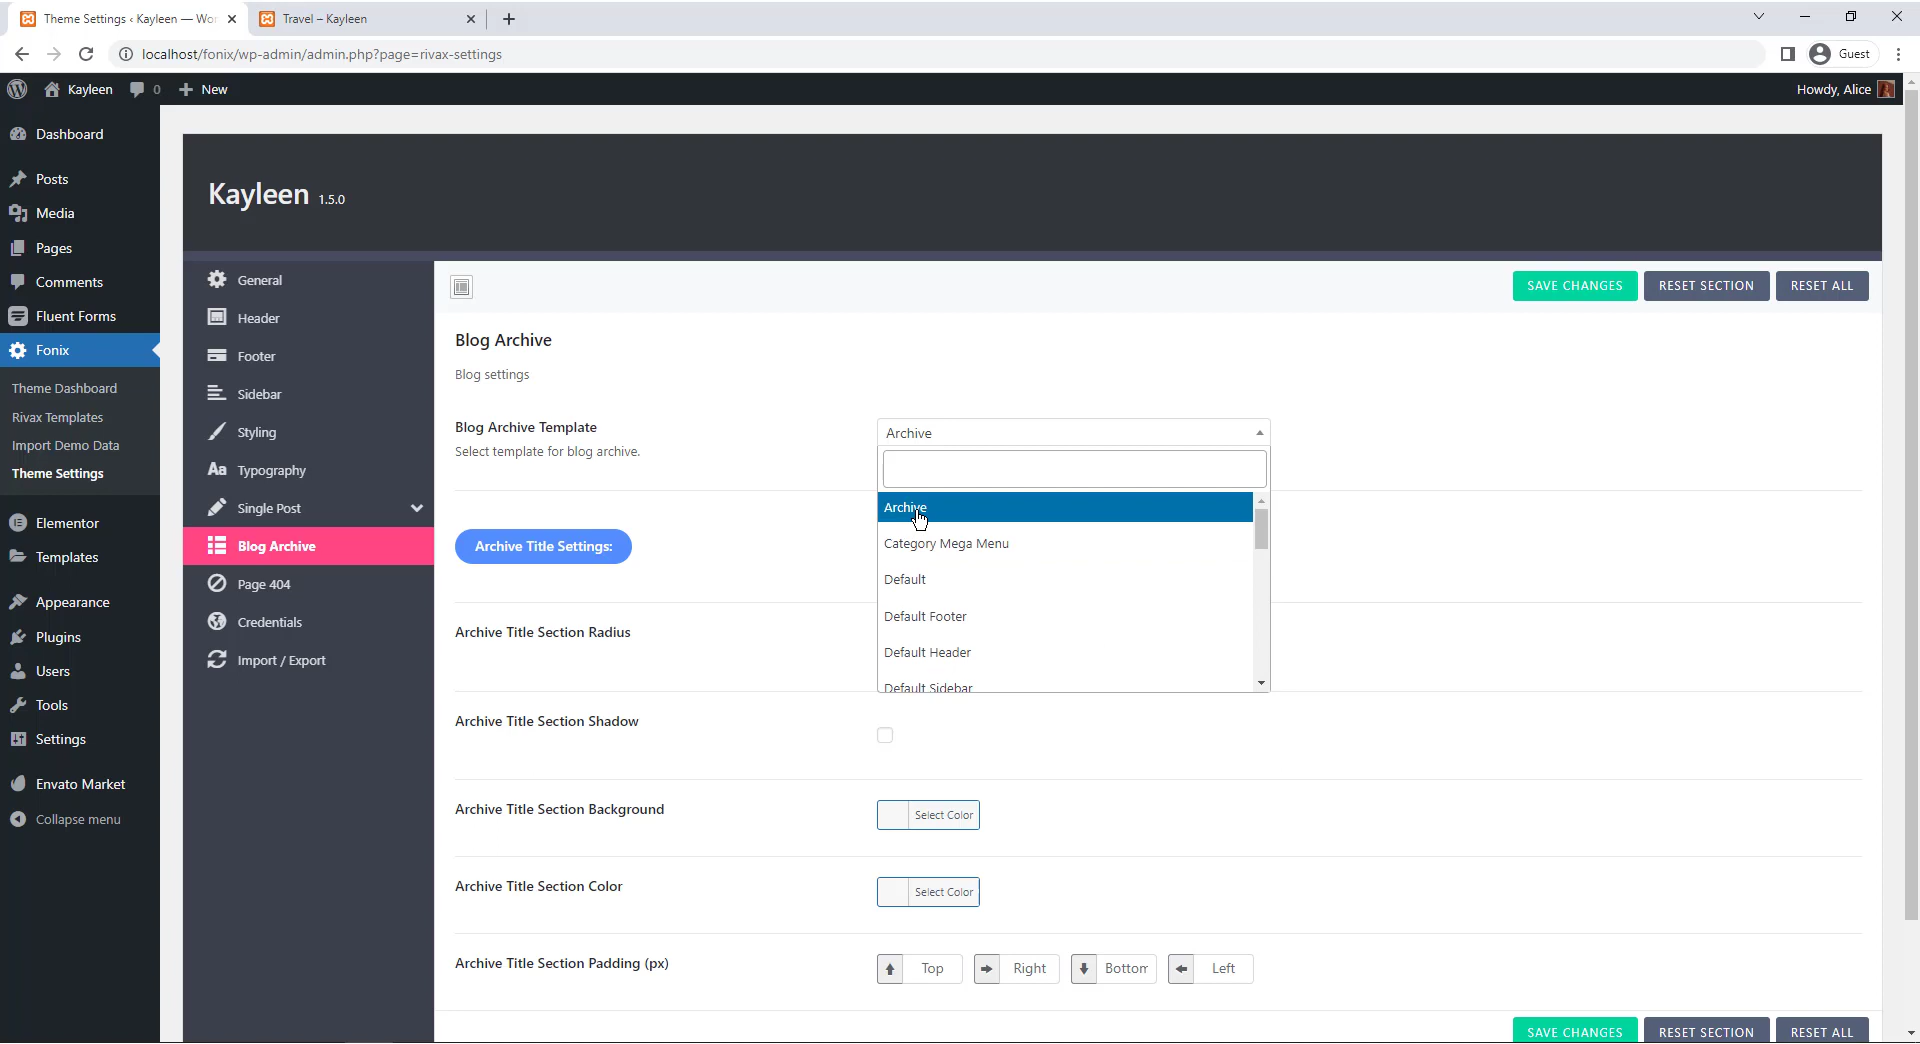 Theme Settings ‹ Kayleen — Wor
Travel – Kayleen
localhost/fonix/wp-admin/admin.php?page=rivax-settings
Guest
Kayleen
0
New
Howdy, Alice
Dashboard
Posts
Media
Pages
Comments
Fluent Forms
Fonix
Theme Dashboard
Rivax Templates
Import Demo Data
Theme Settings
Elementor
Templates
Appearance
Plugins
Users
Tools
Settings
Envato Market
Collapse menu
Kayleen 1.5.0
General
Header
Footer
Sidebar
Styling
Aa Typography
Single Post
Blog Archive
Page 404
Credentials
Import / Export
SAVE CHANGES
RESET SECTION
RESET ALL
Blog Archive
Blog settings
Blog Archive Template
Select template for blog archive.
Archive
Archive
Category Mega Menu
Default
Default Footer
Default Header
Default Sidebar
Archive Title Settings:
Archive Title Section Radius
Archive Title Section Shadow
Archive Title Section Background
Select Color
Archive Title Section Color
Select Color
Archive Title Section Padding (px)
Top
Right
Bottom
Left
SAVE CHANGES
RESET SECTION
RESET ALL